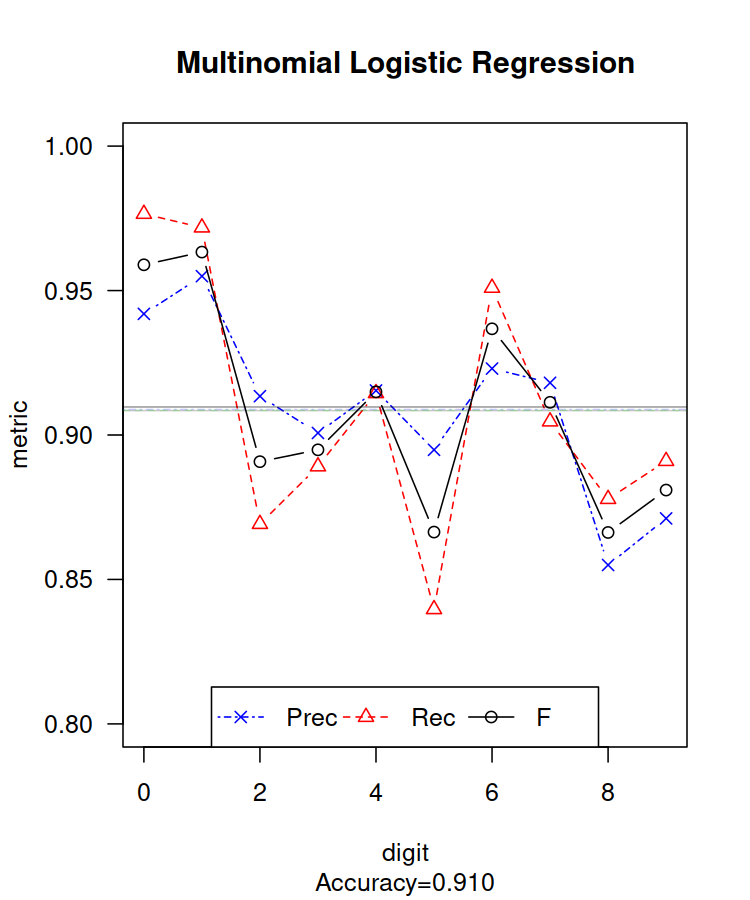 Multinomial Logistic Regression
1.00
0.95
0.90
0.85
0.80
metric
Prec Rec F
0 2 4 6 8
digit
Accuracy=0.910